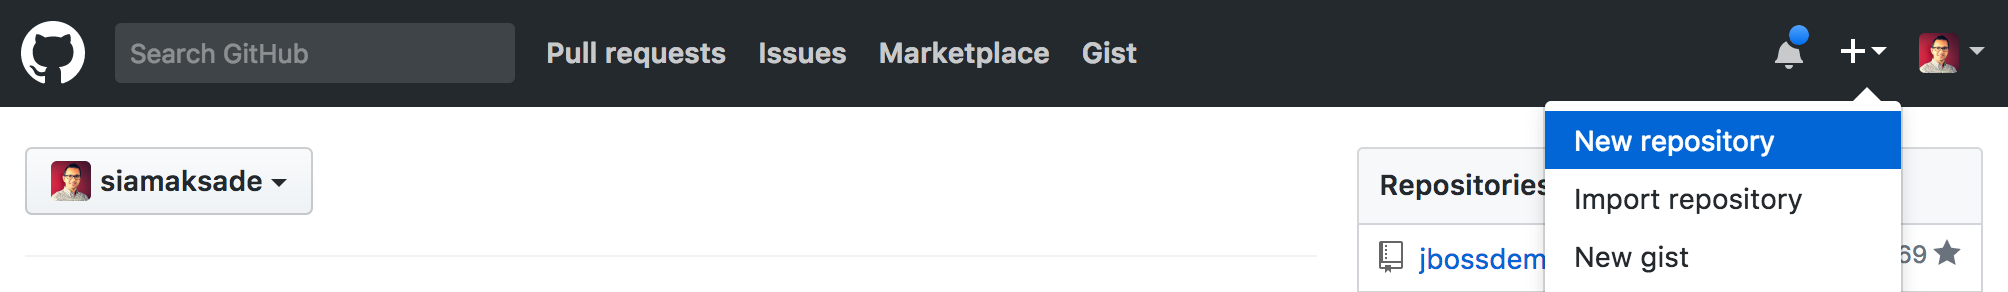 Search GitHub Pull requests Issues Marketplace Gist
siamaksade
Repositories
jbossdem
69
New repository
Import repository
New gist